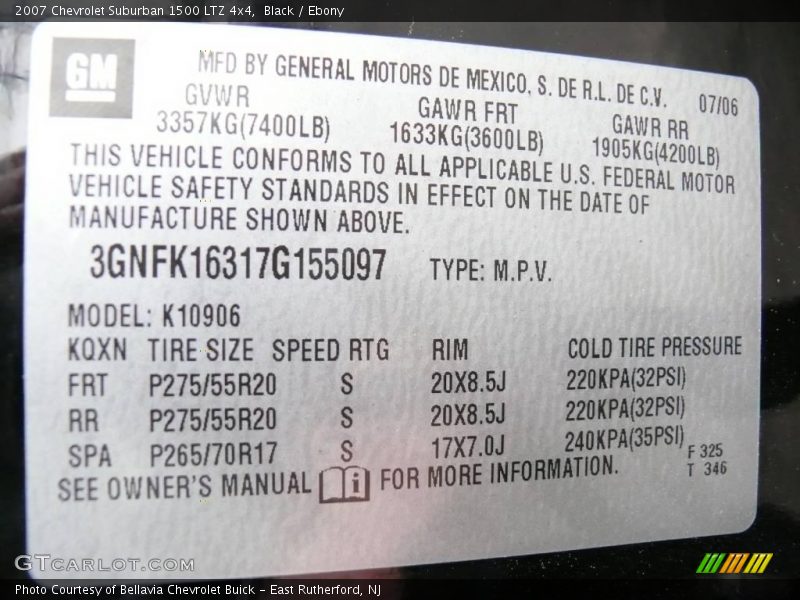 2007 Chevrolet Suburban 1500 LTZ 4x4, Black / Ebony
GM
MFD BY GENERAL MOTORS DE MEXICO, S. DE R.L. DE C.V. 07/06
GVWR GAWR FRT GAWR RR
3357KG(7400LB) 1633KG(3600LB) 1905KG(4200LB)
THIS VEHICLE CONFORMS TO ALL APPLICABLE U.S. FEDERAL MOTOR
VEHICLE SAFETY STANDARDS IN EFFECT ON THE DATE OF
MANUFACTURE SHOWN ABOVE.
3GNFK16317G155097 TYPE: M.P.V.
MODEL: K10906
KQXN TIRE SIZE SPEED RTG RIM COLD TIRE PRESSURE
FRT P275/55R20 S 20X8.5J 220KPA(32PSI)
RR P275/55R20 S 20X8.5J 220KPA(32PSI)
SPA P265/70R17 S 17X7.0J 240KPA(35PSI) F 325
SEE OWNER'S MANUAL i FOR MORE INFORMATION. T 346
GTCARLOT.COM
Photo Courtesy of Bellavia Chevrolet Buick - East Rutherford, NJ